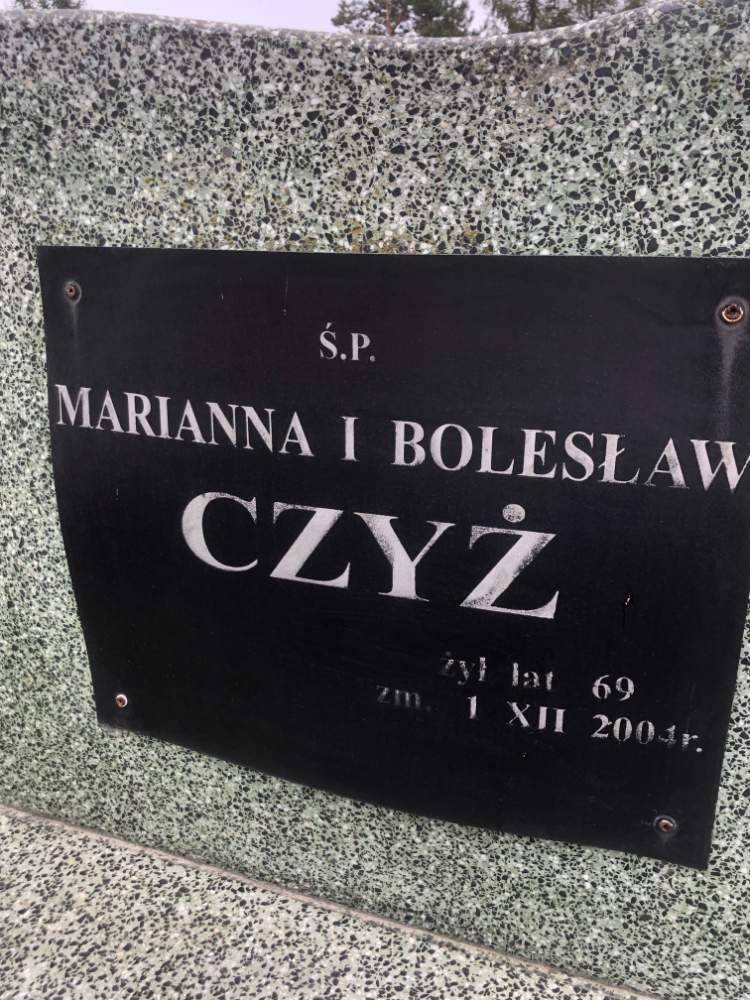 Ś.P.
MARIANNA I BOLESŁAW
CZYŻ
żył lat 69
zm. 1 XII 2004r.